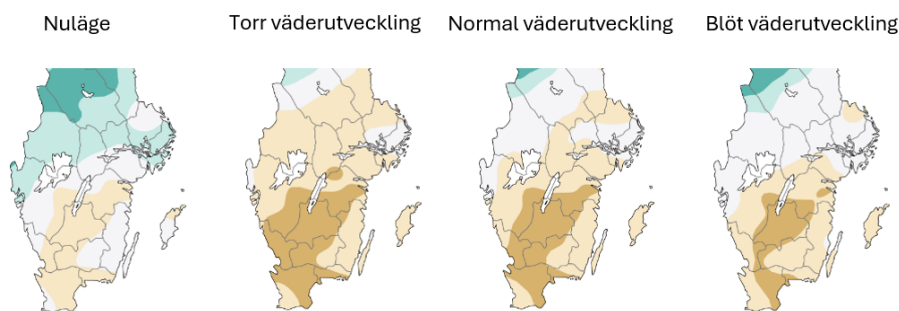 Nuläge
Torr väderutveckling
Normal väderutveckling
Blöt väderutveckling